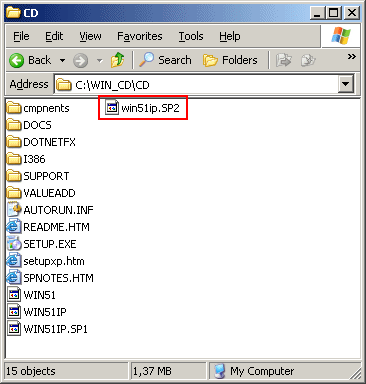 CD
File Edit View Favorites Tools Help
Back Search Folders
Address C:\WIN_CD\CD
cmpnents win51ip.SP2
DOCS
DOTNETFX
I386
SUPPORT
VALUEADD
AUTORUN.INF
README.HTM
SETUP.EXE
setupxp.htm
SPNOTES.HTM
WIN51
WIN51IP
WIN51IP.SP1
15 objects 1,37 MB My Computer